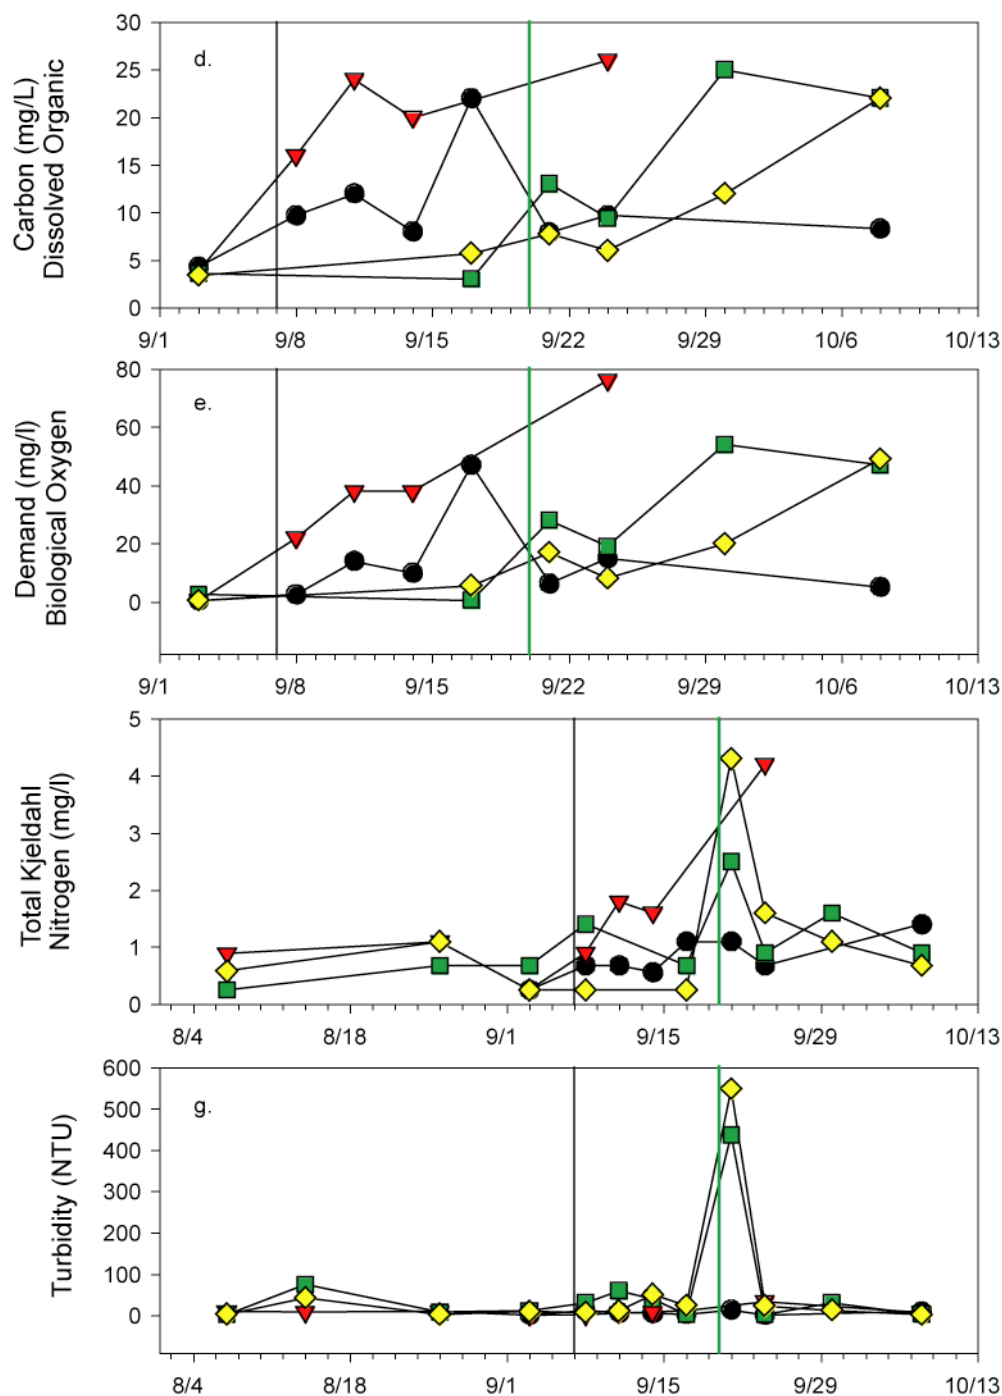 Carbon (mg/L)
Dissolved Organic
30
25
20
15
10
5
0
d.
9/1 9/8 9/15 9/22 9/29 10/6 10/13
Demand (mg/l)
Biological Oxygen
80
60
40
20
0
e.
9/1 9/8 9/15 9/22 9/29 10/6 10/13
Total Kjeldahl
Nitrogen (mg/l)
5
4
3
2
1
0
8/4 8/18 9/1 9/15 9/29 10/13
Turbidity (NTU)
600
500
400
300
200
100
0
g.
8/4 8/18 9/1 9/15 9/29 10/13